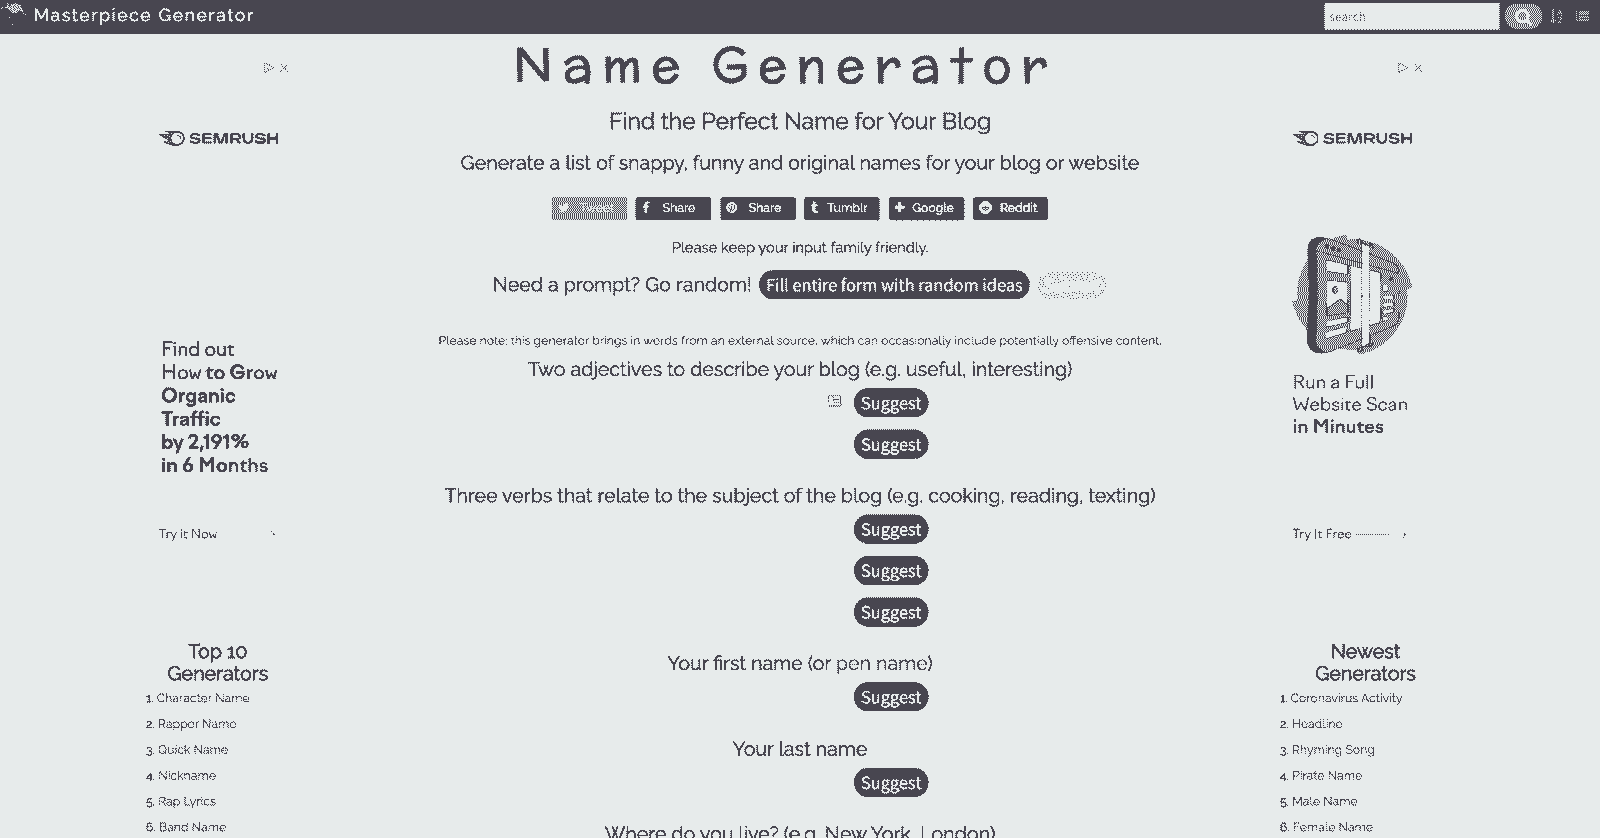 Masterpiece Generator
search
Name Generator
Find the Perfect Name for Your Blog
Generate a list of snappy, funny and original names for your blog or website
Tweet
Share
Share
Tumblr
Google
Reddit
Please keep your input family friendly.
Need a prompt? Go random!
Fill entire form with random ideas
Please note: this generator brings in words from an external source, which can occasionally include potentially offensive content.
Two adjectives to describe your blog (e.g. useful, interesting)
Suggest
Suggest
Three verbs that relate to the subject of the blog (e.g. cooking, reading, texting)
Suggest
Suggest
Suggest
Your first name (or pen name)
Suggest
Your last name
Suggest
Where do you live? (e.g. New York, London)
SEMRUSH
Find out
How to Grow
Organic
Traffic
by 2,191%
in 6 Months
Try it Now
Top 10
Generators
1. Character Name
2. Rapper Name
3. Quick Name
4. Nickname
5. Rap Lyrics
6. Band Name
SEMRUSH
Run a Full
Website Scan
in Minutes
Try It Free
Newest
Generators
1. Coronavirus Activity
2. Headline
3. Rhyming Song
4. Pirate Name
5. Male Name
6. Female Name